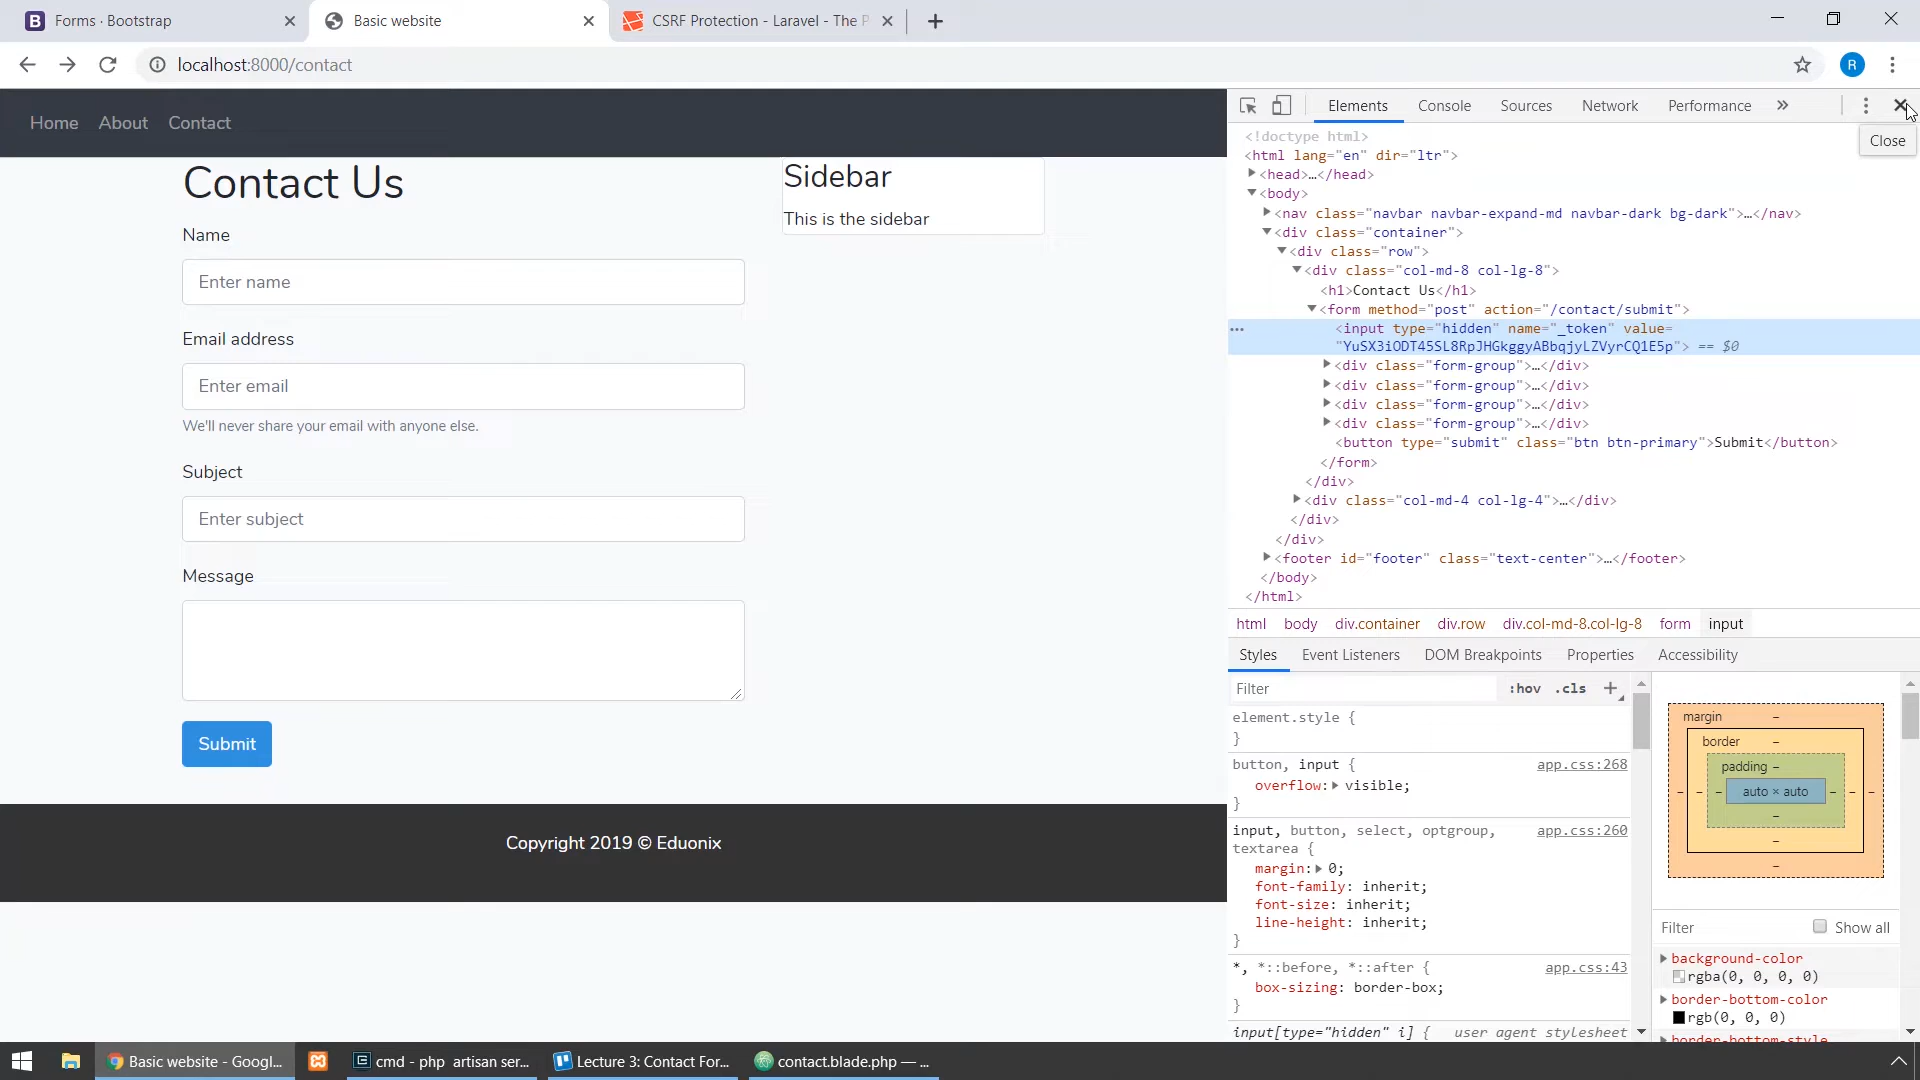 Forms · Bootstrap
Basic website
CSRF Protection - Laravel - The P
localhost:8000/contact
R
Home
About
Contact
Contact Us
Name
Enter name
Email address
Enter email
We'll never share your email with anyone else.
Subject
Enter subject
Message
Submit
Sidebar
This is the sidebar
Copyright 2019 © Eduonix
Elements
Console
Sources
Network
Performance
»
Close
<!doctype html>
<html lang="en" dir="ltr">
<head>…</head>
<body>
<nav class="navbar navbar-expand-md navbar-dark bg-dark">…</nav>
<div class="container">
<div class="row">
<div class="col-md-8 col-lg-8">
<h1>Contact Us</h1>
<form method="post" action="/contact/submit">
<input type="hidden" name="_token" value=
"YuSX3iODT45SL8RpJHGkggyABbqjyLZVyrCQ1E5p"> == $0
<div class="form-group">…</div>
<div class="form-group">…</div>
<div class="form-group">…</div>
<div class="form-group">…</div>
<button type="submit" class="btn btn-primary">Submit</button>
</form>
</div>
<div class="col-md-4 col-lg-4">…</div>
</div>
</div>
<footer id="footer" class="text-center">…</footer>
</body>
</html>
html body div.container div.row div.col-md-8.col-lg-8 form input
Styles Event Listeners DOM Breakpoints Properties Accessibility
Filter :hov .cls +
element.style {
}
button, input { app.css:268
overflow: visible;
}
input, button, select, optgroup, app.css:260
textarea {
margin: 0;
font-family: inherit;
font-size: inherit;
line-height: inherit;
}
*, *::before, *::after { app.css:43
box-sizing: border-box;
}
input[type="hidden" i] { user agent stylesheet
margin –
border –
padding –
– – – auto × auto – – –
–
–
–
Filter Show all
background-color
rgba(0, 0, 0, 0)
border-bottom-color
rgb(0, 0, 0)
border-bottom-style
Basic website - Googl...
cmd - php artisan ser...
Lecture 3: Contact For...
contact.blade.php — ...